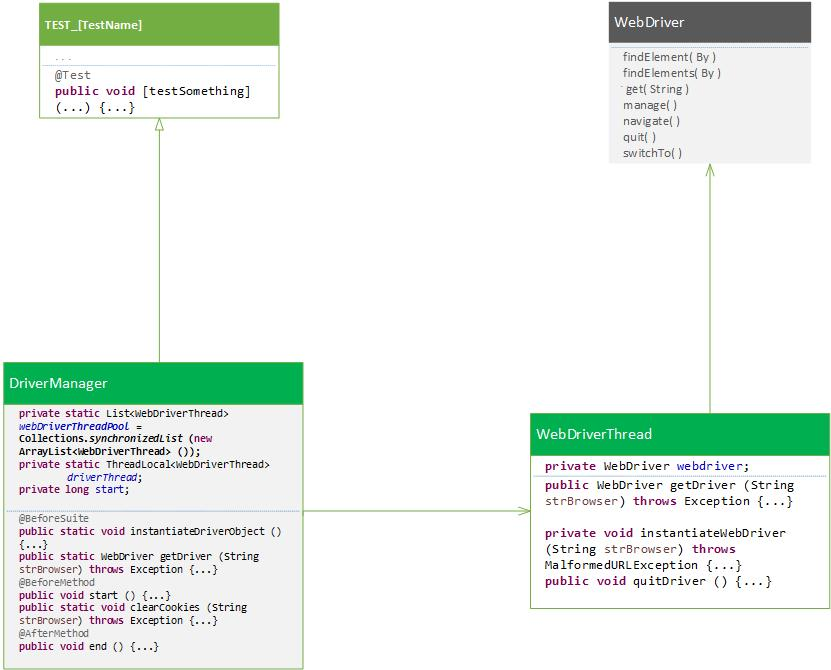 TEST_[TestName]
...
@Test
public void [testSomething]
(...) {...}
WebDriver
findElement( By )
findElements( By )
get( String )
manage( )
navigate( )
quit( )
switchTo( )
DriverManager
private static List<WebDriverThread>
webDriverThreadPool =
Collections.synchronizedList (new
ArrayList<WebDriverThread> ());
private static ThreadLocal<WebDriverThread>
driverThread;
private long start;
@BeforeSuite
public static void instantiateDriverObject ()
{...}
public static WebDriver getDriver (String
strBrowser) throws Exception {...}
@BeforeMethod
public void start () {...}
public static void clearCookies (String
strBrowser) throws Exception {...}
@AfterMethod
public void end () {...}
WebDriverThread
private WebDriver webdriver;
public WebDriver getDriver (String
strBrowser) throws Exception {...}
private void instantiateWebDriver
(String strBrowser) throws
MalformedURLException {...}
public void quitDriver () {...}